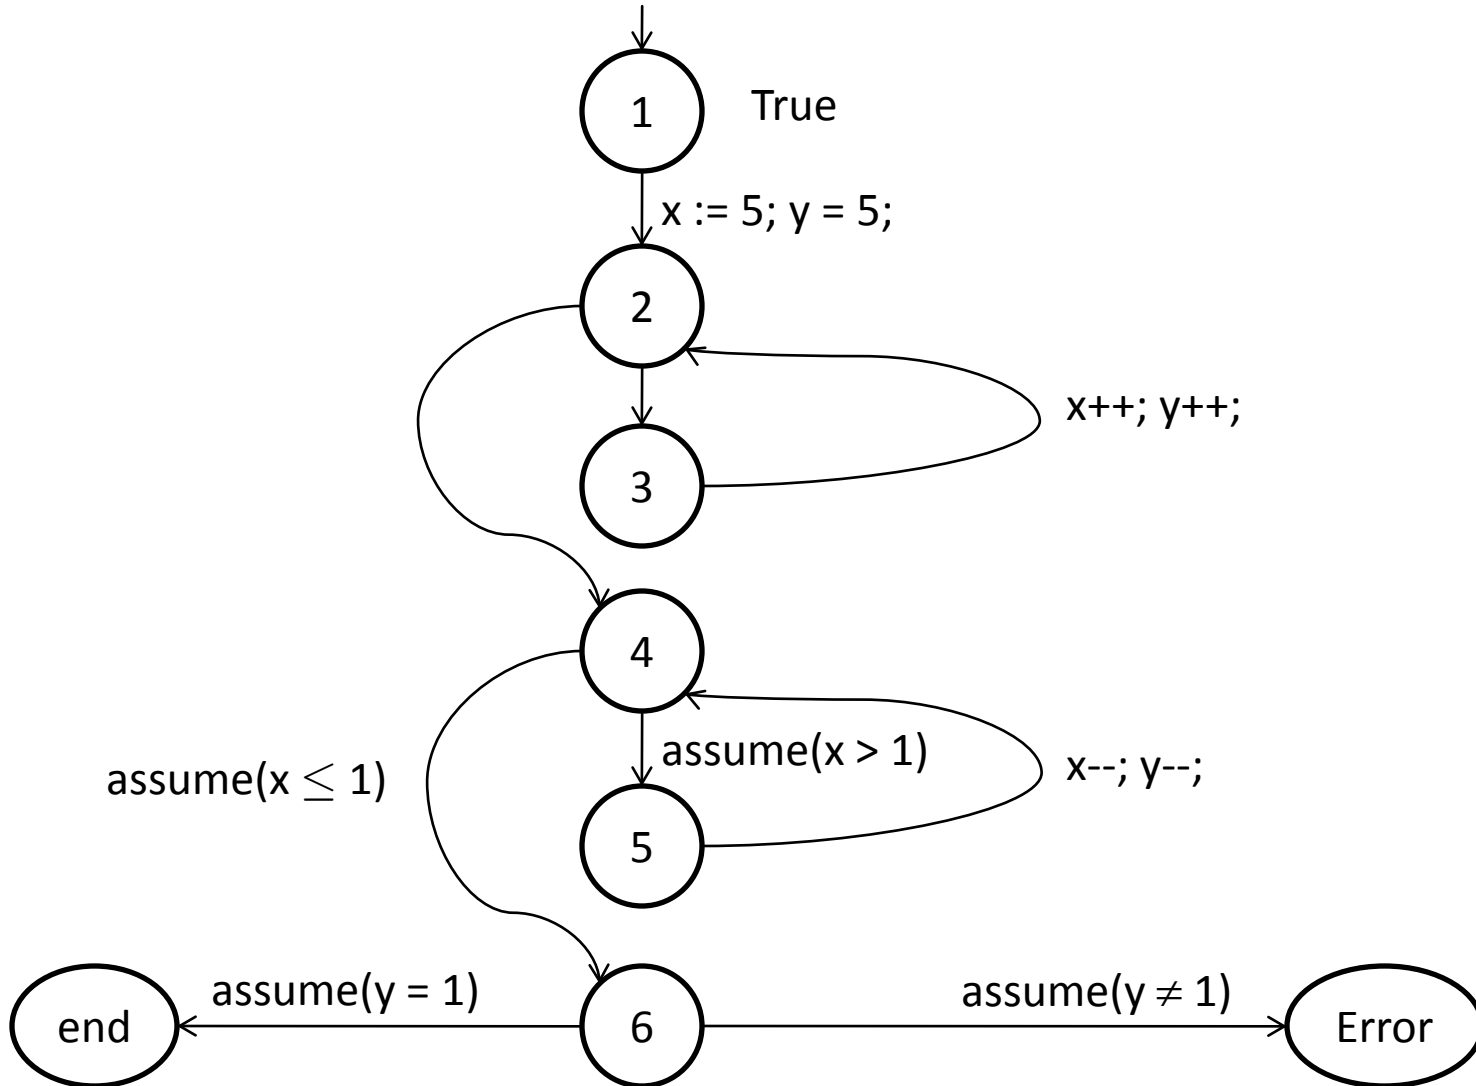 1
True
x := 5; y = 5;
2
x++; y++;
3
4
assume(x > 1)
assume(x ≤ 1)
x--; y--;
5
assume(y = 1)
assume(y ≠ 1)
end
6
Error